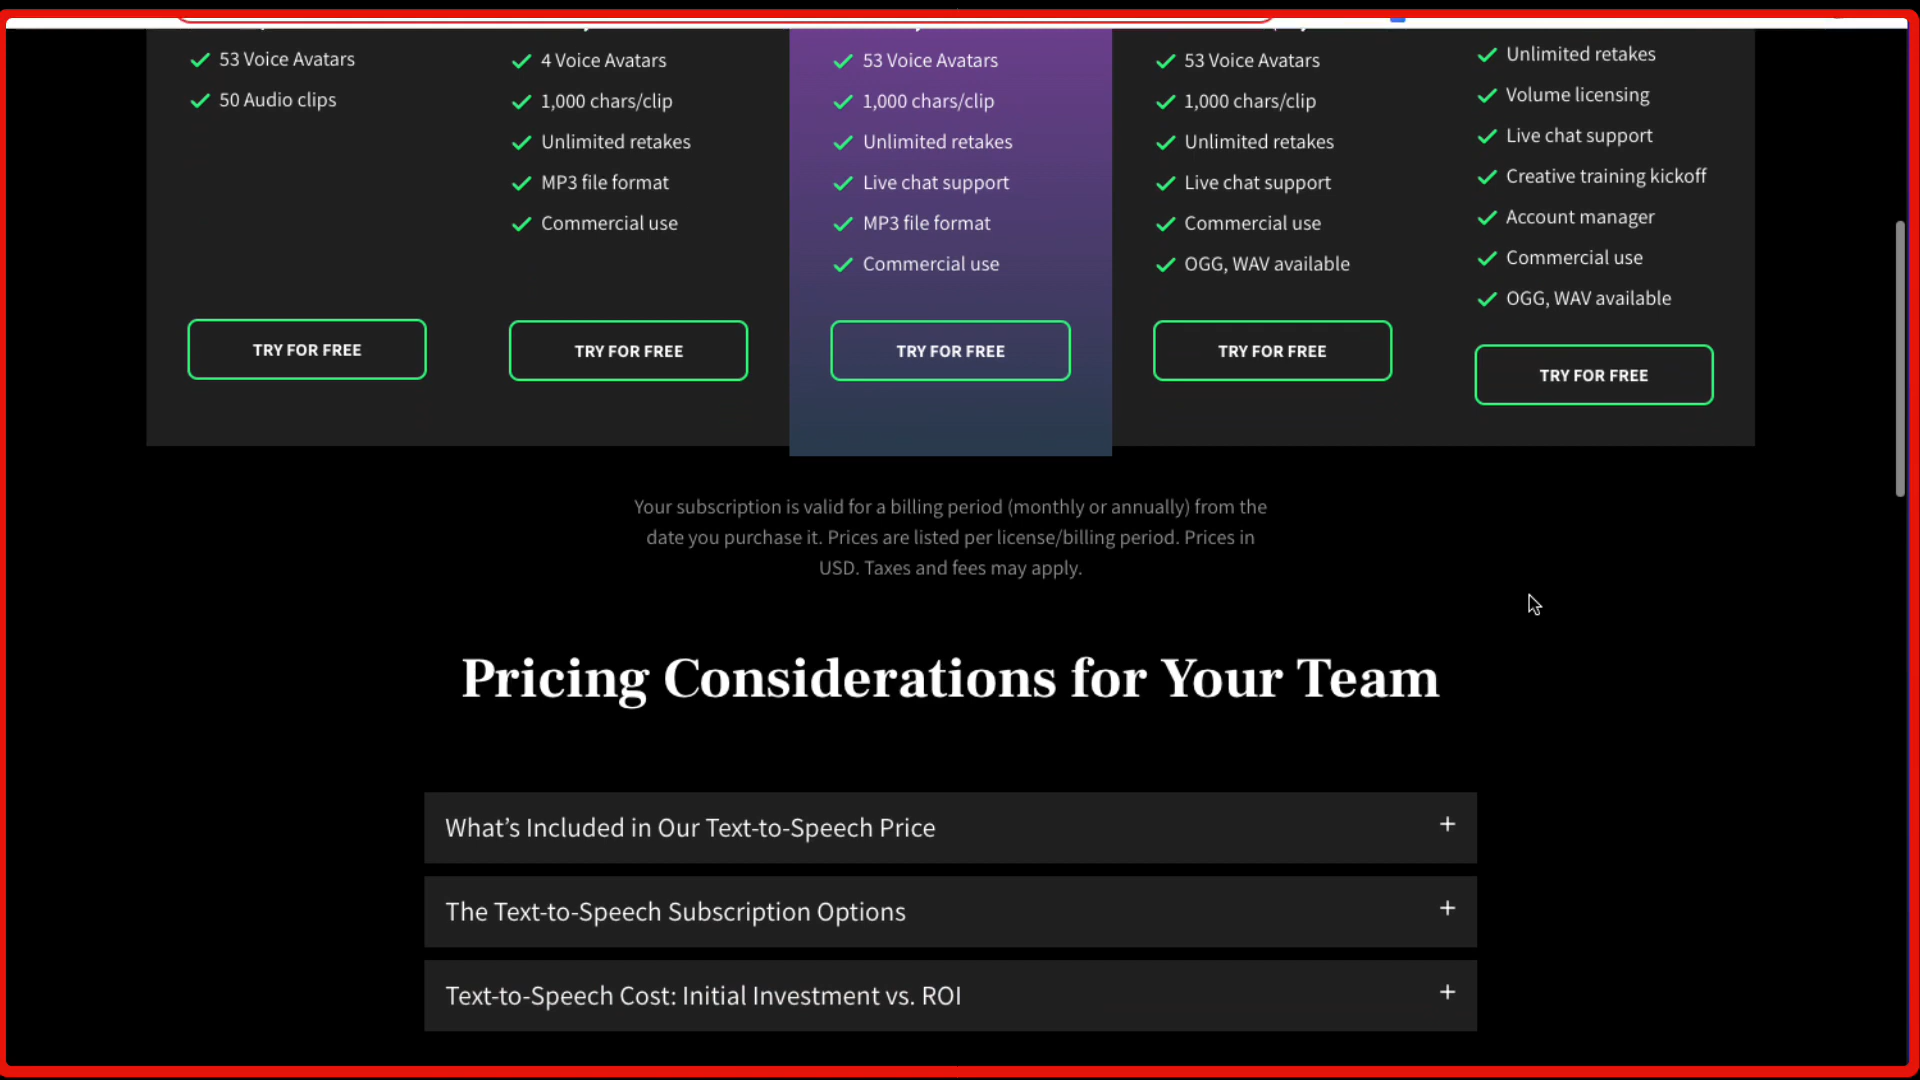 53 Voice Avatars
50 Audio clips
TRY FOR FREE
4 Voice Avatars
1,000 chars/clip
Unlimited retakes
MP3 file format
Commercial use
TRY FOR FREE
53 Voice Avatars
1,000 chars/clip
Unlimited retakes
Live chat support
MP3 file format
Commercial use
TRY FOR FREE
53 Voice Avatars
1,000 chars/clip
Unlimited retakes
Live chat support
Commercial use
OGG, WAV available
TRY FOR FREE
Unlimited retakes
Volume licensing
Live chat support
Creative training kickoff
Account manager
Commercial use
OGG, WAV available
TRY FOR FREE
Your subscription is valid for a billing period (monthly or annually) from the
date you purchase it. Prices are listed per license/billing period. Prices in
USD. Taxes and fees may apply.
Pricing Considerations for Your Team
What’s Included in Our Text-to-Speech Price +
The Text-to-Speech Subscription Options +
Text-to-Speech Cost: Initial Investment vs. ROI +